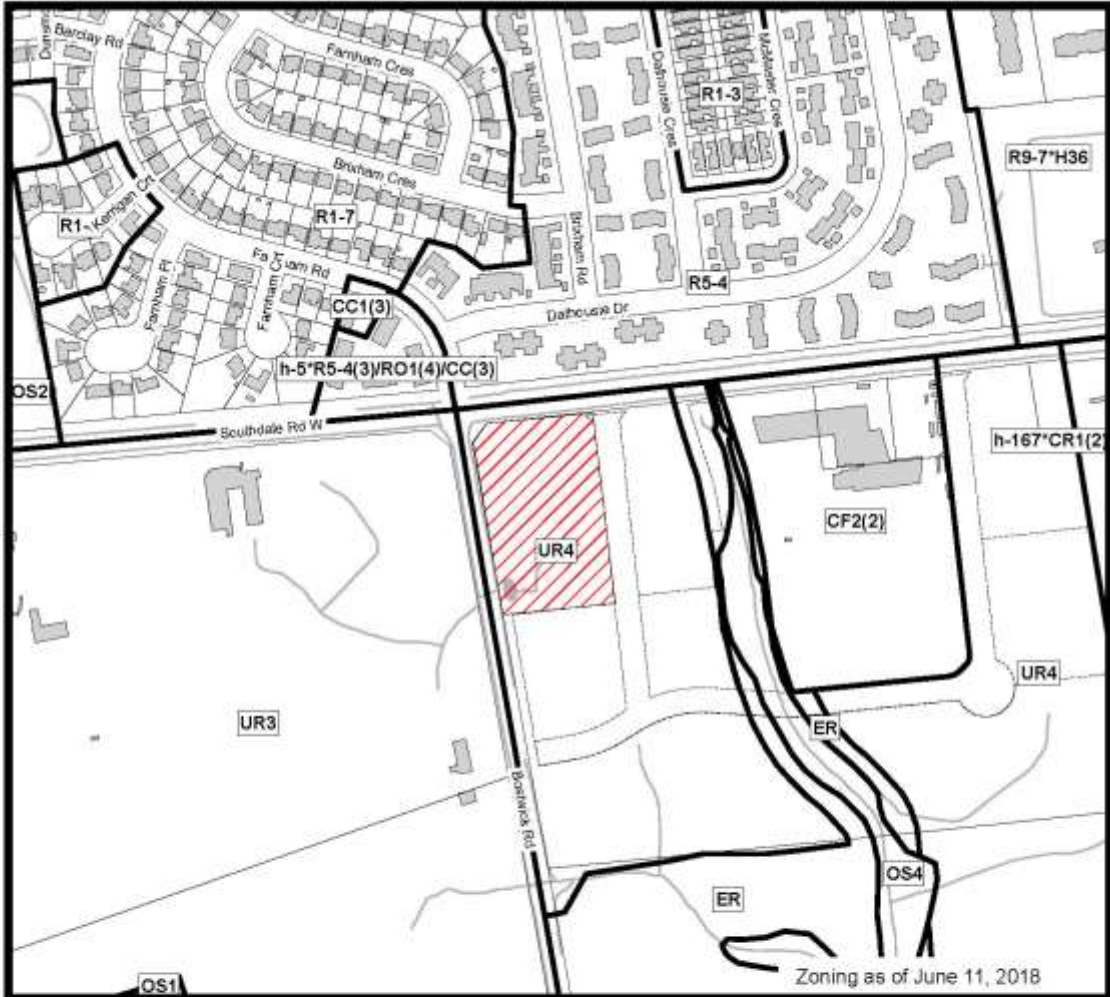 Barclay Rd
Farnham Cres
Dalhousie Cres
McMaster Cres
R1-3
R9-7*H36
Brixham Cres
Kernigan Crt
R1-7
Brixham Rd
Farnham Pl
Farnham Crt
CC1(3)
R5-4
Dalhousie Dr
h-5*R5-4(3)/RO1(4)/CC(3)
OS2
Southdale Rd W
h-167*CR1(2)
CF2(2)
UR4
UR4
UR3
ER
Bostwick Rd
OS4
ER
Zoning as of June 11, 2018
OS1